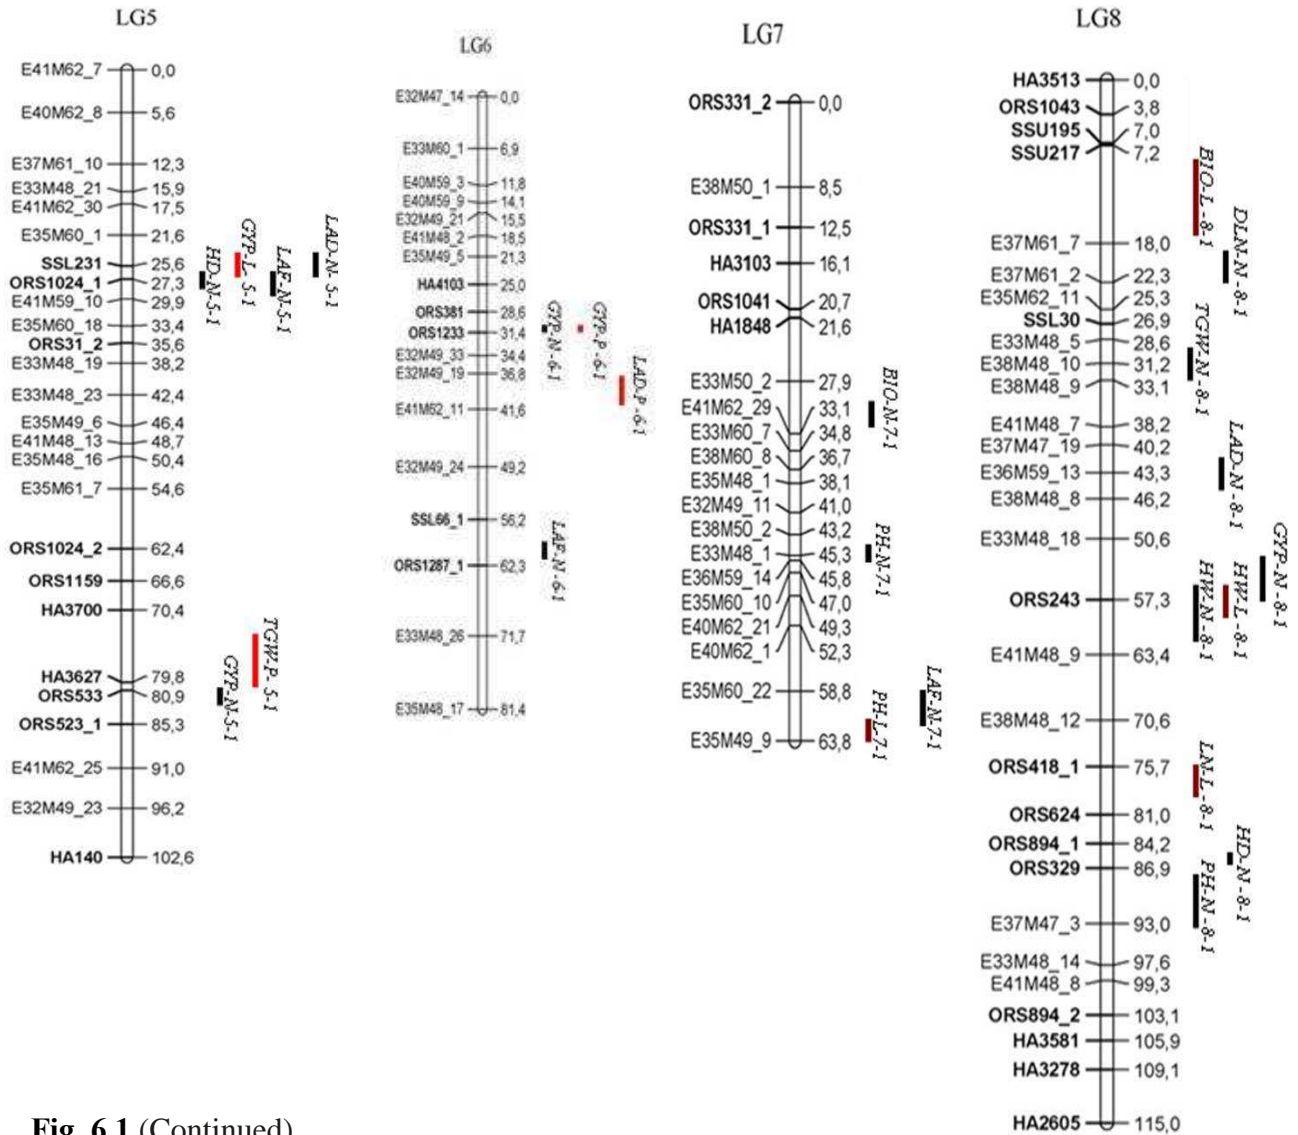 LG5
E41M62_7 0,0
E40M62_8 5,6
E37M61_10 12,3
E33M48_21 15,9
E41M62_30 17,5
E35M60_1 21,6
SSL231 25,6
ORS1024_1 27,3
E41M59_10 29,9
E35M60_18 33,4
ORS31_2 35,6
E33M48_19 38,2
E33M48_23 42,4
E35M49_6 46,4
E41M48_13 48,7
E35M48_16 50,4
E35M61_7 54,6
ORS1024_2 62,4
ORS1159 66,6
HA3700 70,4
HA3627 79,8
ORS533 80,9
ORS523_1 85,3
E41M62_25 91,0
E32M49_23 96,2
HA140 102,6
HD-N-5-1
GYP-L- 5-1
LAF-N-5-1
LAD-N- 5-1
GYP-N-5-1
TGW-P- 5-1
LG6
E32M47_14 0,0
E33M60_1 6,9
E40M59_3 11,8
E40M59_9 14,1
E32M49_21 15,5
E41M48_2 18,5
E35M49_5 21,3
HA4103 25,0
ORS381 28,6
ORS1233 31,4
E32M49_33 34,4
E32M49_19 36,8
E41M62_11 41,6
E32M49_24 49,2
SSL66_1 56,2
ORS1287_1 62,3
E33M48_26 71,7
E35M48_17 81,4
GYP-N -6-1
GYP-P -6-1
LAD-P -6-1
LAF-N-6-1
LG7
ORS331_2 0,0
E38M50_1 8,5
ORS331_1 12,5
HA3103 16,1
ORS1041 20,7
HA1848 21,6
E33M50_2 27,9
E41M62_29 33,1
E33M60_7 34,8
E38M60_8 36,7
E35M48_1 38,1
E32M49_11 41,0
E38M50_2 43,2
E33M48_1 45,3
E36M59_14 45,8
E35M60_10 47,0
E40M62_21 49,3
E40M62_1 52,3
E35M60_22 58,8
E35M49_9 63,8
BIO-N-7-1
PH-N-7-1
PH-L-7-1
LAF-N-7-1
LG8
HA3513 0,0
ORS1043 3,8
SSU195 7,0
SSU217 7,2
E37M61_7 18,0
E37M61_2 22,3
E35M62_11 25,3
SSL30 26,9
E33M48_5 28,6
E38M48_10 31,2
E38M48_9 33,1
E41M48_7 38,2
E37M47_19 40,2
E36M59_13 43,3
E38M48_8 46,2
E33M48_18 50,6
ORS243 57,3
E41M48_9 63,4
E38M48_12 70,6
ORS418_1 75,7
ORS624 81,0
ORS894_1 84,2
ORS329 86,9
E37M47_3 93,0
E33M48_14 97,6
E41M48_8 99,3
ORS894_2 103,1
HA3581 105,9
HA3278 109,1
HA2605 115,0
BIO-L -8-1
DLN-N -8-1
TGW-N -8-1
LAD-N -8-1
GYP-N -8-1
HW-N -8-1
HW-L -8-1
LN-L -8-1
HD-N -8-1
PH-N -8-1
Fig. 6.1 (Continued)